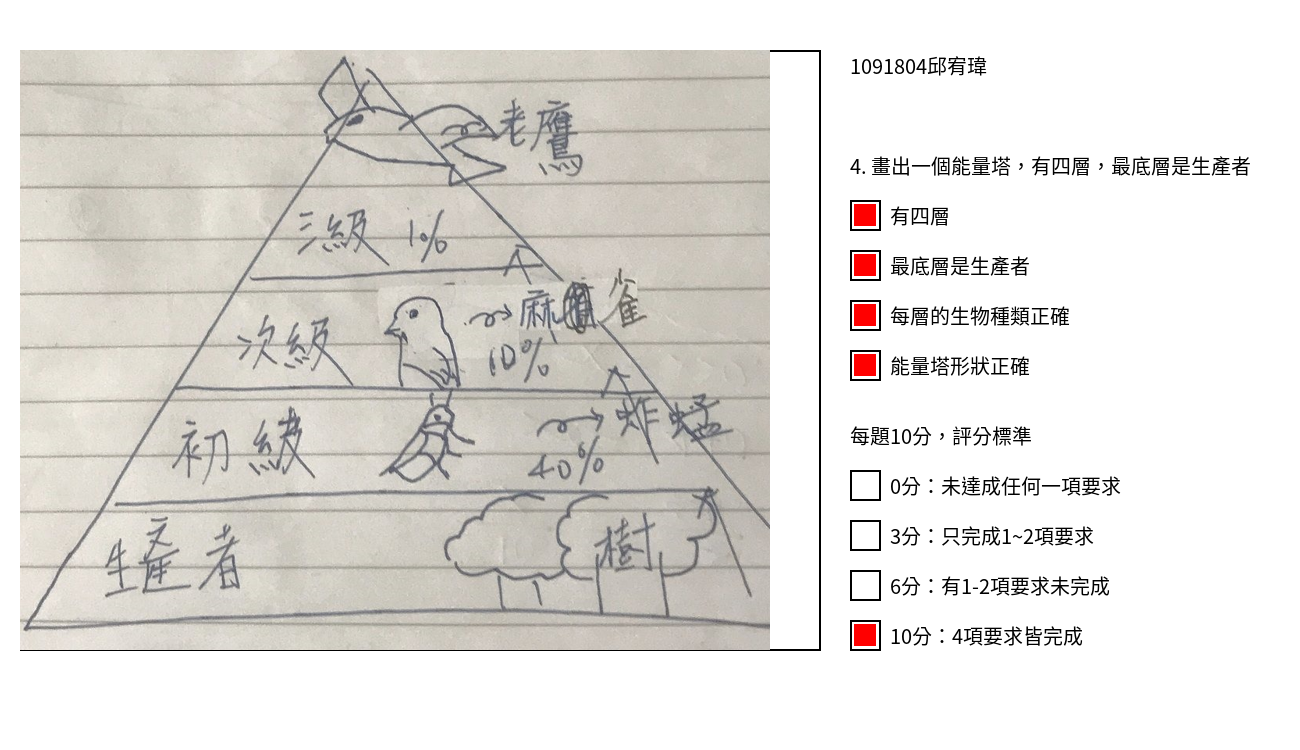 老鷹
三級 1%
次級 麻雀
10%
初級 蚱蜢
40%
生產者 樹
1091804邱宥瑋
4. 畫出一個能量塔，有四層，最底層是生產者
有四層
最底層是生產者
每層的生物種類正確
能量塔形狀正確
每題10分，評分標準
0分：未達成任何一項要求
3分：只完成1~2項要求
6分：有1-2項要求未完成
10分：4項要求皆完成